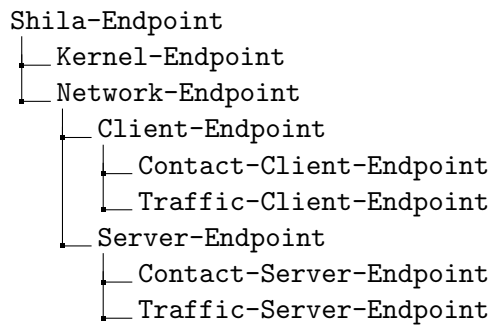 Shila-Endpoint
Kernel-Endpoint
Network-Endpoint
Client-Endpoint
Contact-Client-Endpoint
Traffic-Client-Endpoint
Server-Endpoint
Contact-Server-Endpoint
Traffic-Server-Endpoint